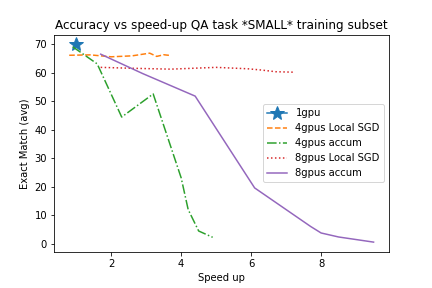 Accuracy vs speed-up QA task *SMALL* training subset
70
60
50
40
30
20
10
0
Exact Match (avg)
1gpu
4gpus Local SGD
4gpus accum
8gpus Local SGD
8gpus accum
2 4 6 8
Speed up